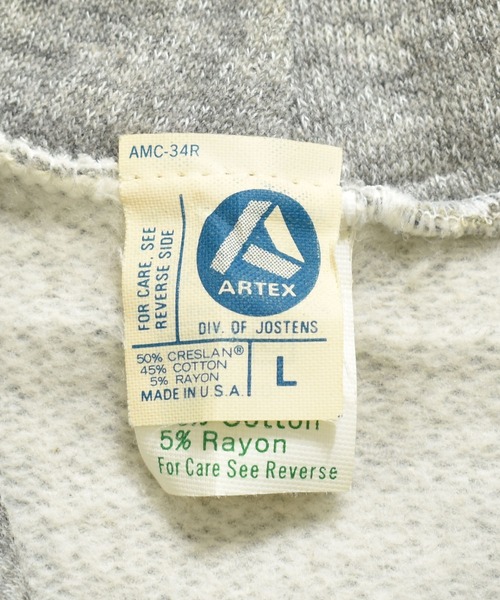 AMC-34R
FOR CARE, SEE
REVERSE SIDE
ARTEX
DIV. OF JOSTENS
50% CRESLAN®
45% COTTON
5% RAYON
MADE IN U.S.A.
L
Cotton
5% Rayon
For Care See Reverse